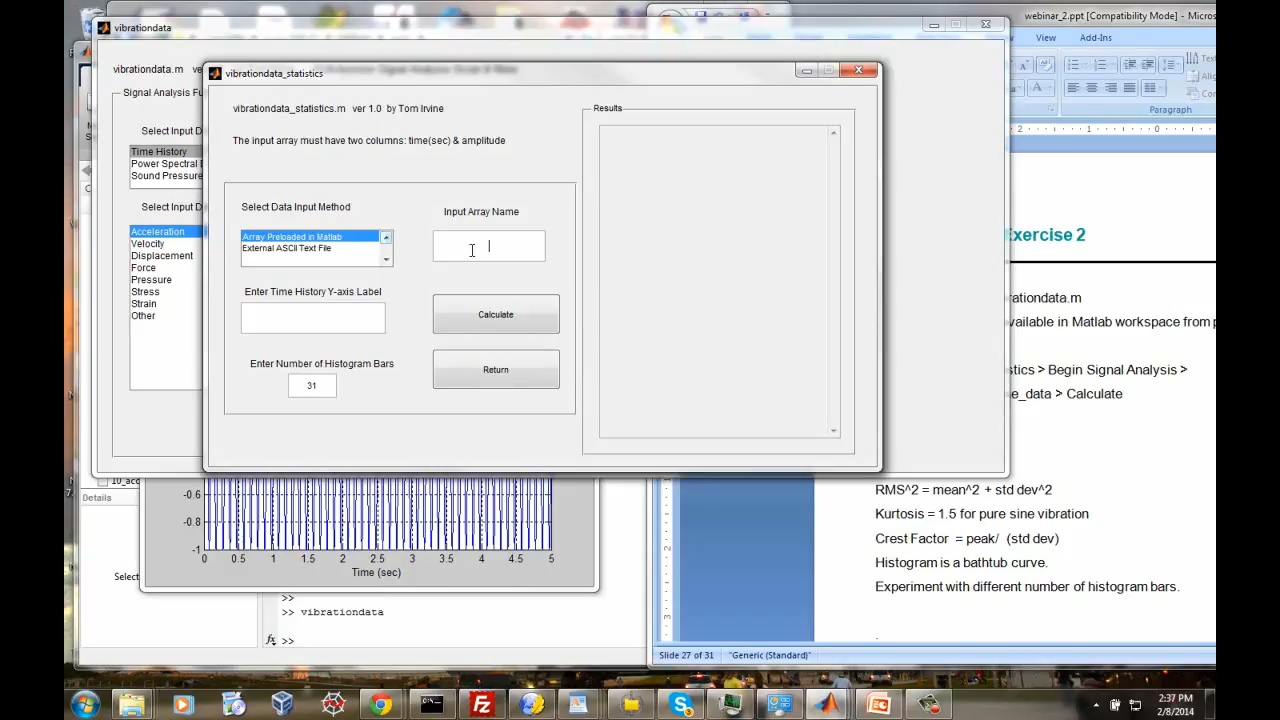 vibrationdata
webinar_2.ppt [Compatibility Mode] - Micros
View
Add-Ins
Paragraph
vibrationdata.m
Signal Analysis Fu
Select Input D
Time History
Power Spectral D
Sound Pressure
Select Input D
Acceleration
Velocity
Displacement
Force
Pressure
Stress
Strain
Other
vibrationdata_statistics
vibrationdata_statistics.m ver 1.0 by Tom Irvine
The input array must have two columns: time(sec) & amplitude
Select Data Input Method
Array Preloaded in Matlab
External ASCII Text File
Input Array Name
Enter Time History Y-axis Label
Calculate
Enter Number of Histogram Bars
31
Return
Results
Exercise 2
rationdata.m
vailable in Matlab workspace from p
stics > Begin Signal Analysis >
e_data > Calculate
RMS^2 = mean^2 + std dev^2
Kurtosis = 1.5 for pure sine vibration
Crest Factor = peak/ (std dev)
Histogram is a bathtub curve.
Experiment with different number of histogram bars.
Details
Select
-0.6
-0.8
-1
0 0.5 1 1.5 2 2.5 3 3.5 4 4.5 5
Time (sec)
>>
>> vibrationdata
fx >>
Slide 27 of 31
"Generic (Standard)"
2:37 PM
2/8/2014